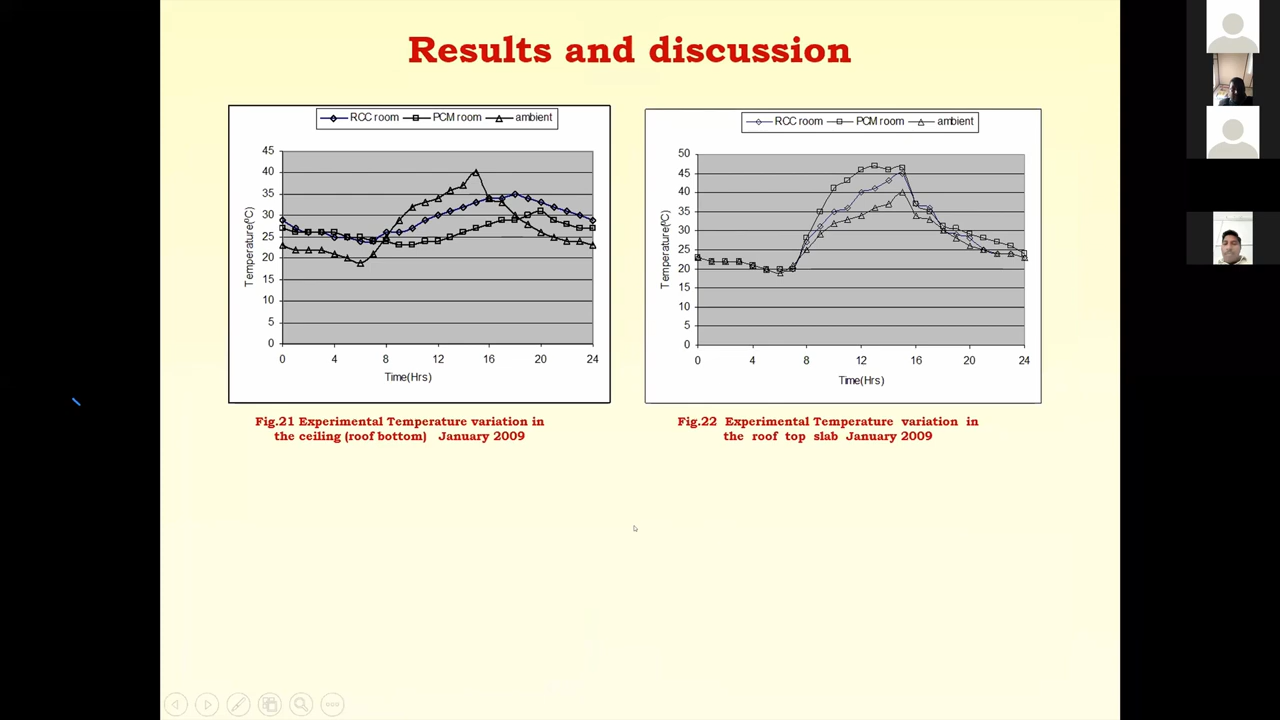 Results and discussion
RCC room PCM room ambient
45
40
35
30
25
20
15
10
5
0
Temperature(ºC)
0 4 8 12 16 20 24
Time(Hrs)
Fig.21 Experimental Temperature variation in
the ceiling (roof bottom) January 2009
RCC room PCM room ambient
50
45
40
35
30
25
20
15
10
5
0
Temperature(ºC)
0 4 8 12 16 20 24
Time(Hrs)
Fig.22 Experimental Temperature variation in
the roof top slab January 2009